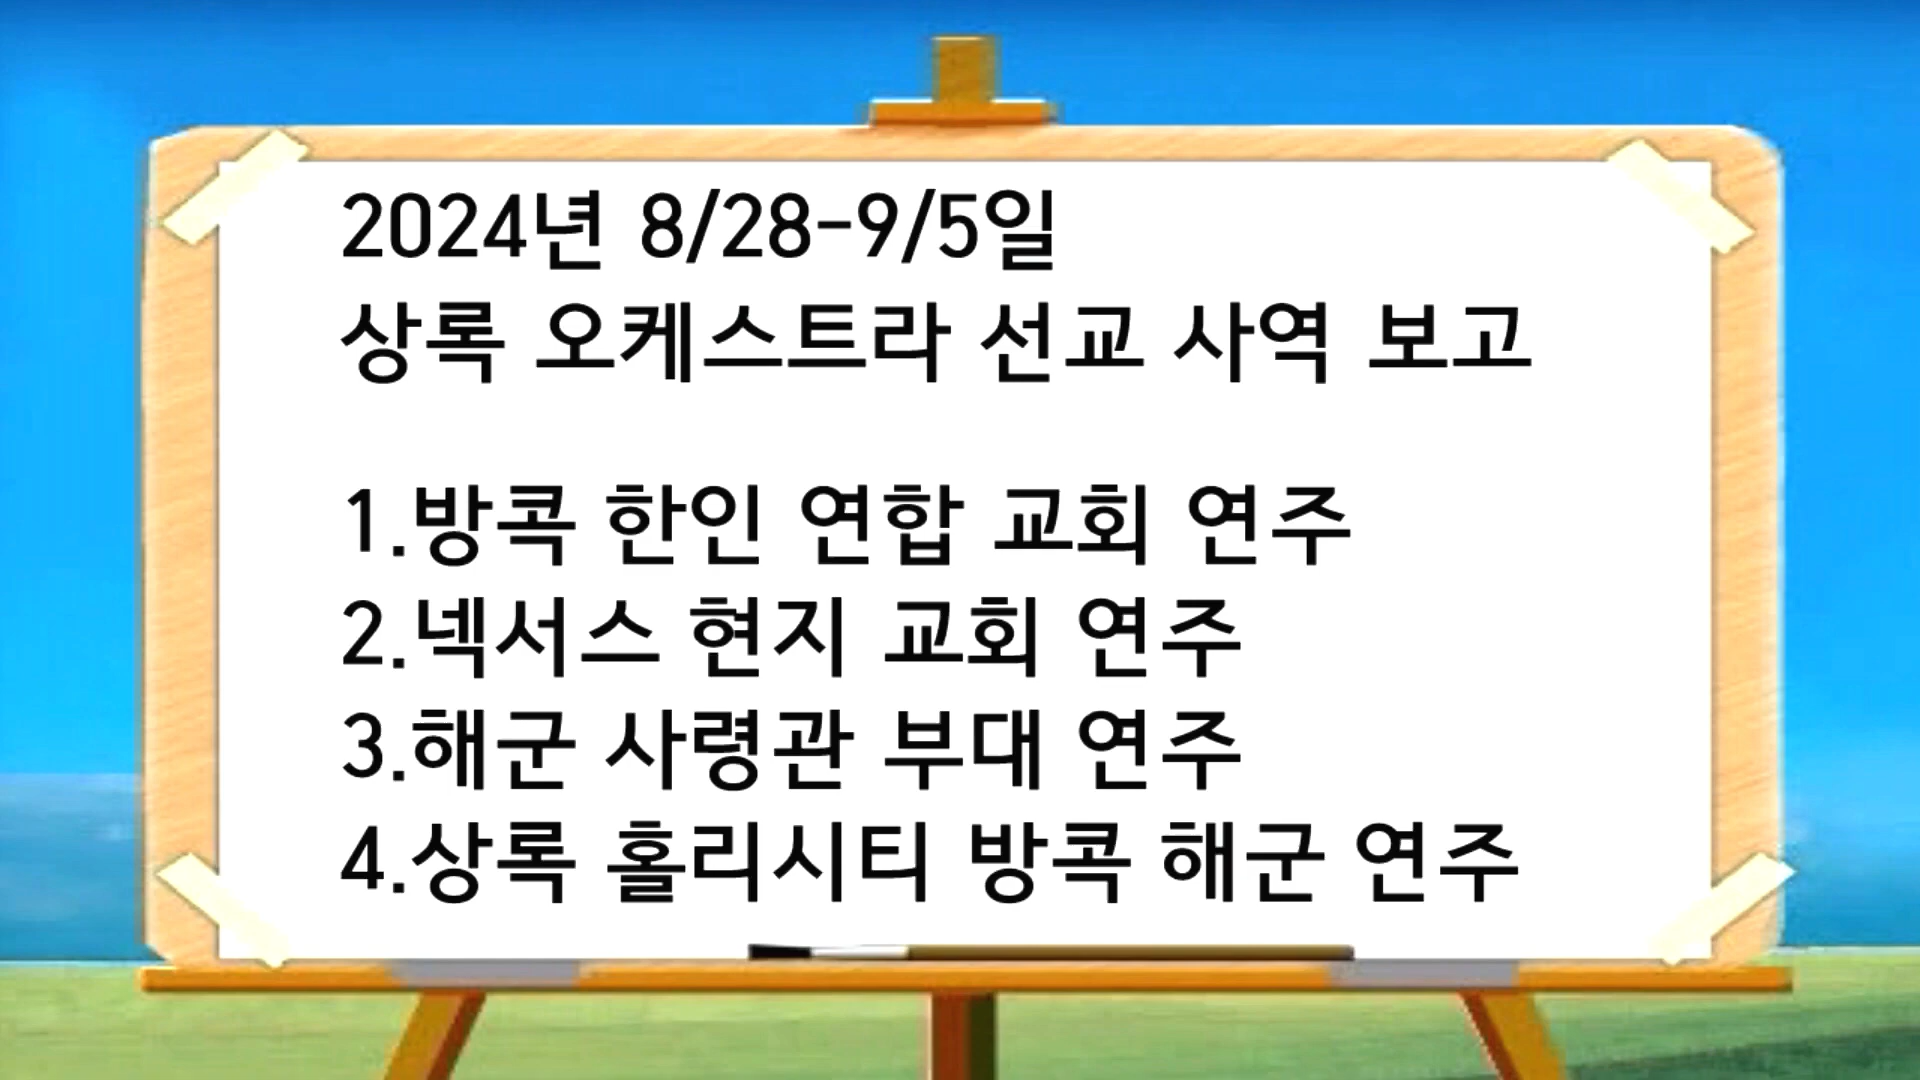 2024년 8/28-9/5일
상록 오케스트라 선교 사역 보고
1.방콕 한인 연합 교회 연주
2.넥서스 현지 교회 연주
3.해군 사령관 부대 연주
4.상록 홀리시티 방콕 해군 연주